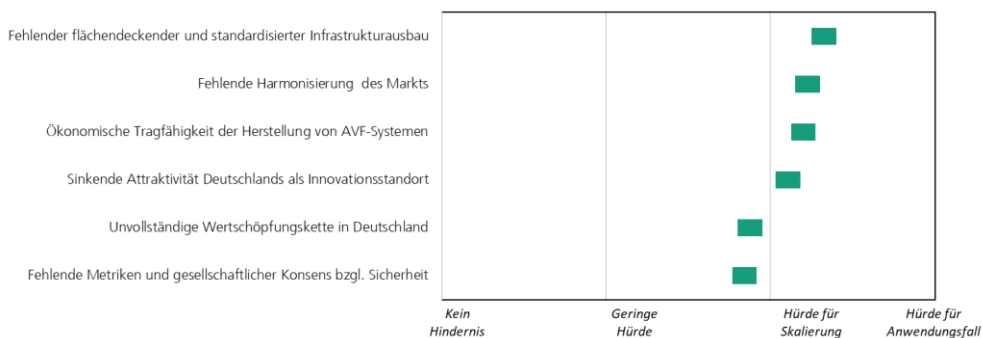 Fehlender flächendeckender und standardisierter Infrastrukturausbau
Fehlende Harmonisierung des Markts
Ökonomische Tragfähigkeit der Herstellung von AVF-Systemen
Sinkende Attraktivität Deutschlands als Innovationsstandort
Unvollständige Wertschöpfungskette in Deutschland
Fehlende Metriken und gesellschaftlicher Konsens bzgl. Sicherheit
Kein
Hindernis
Geringe
Hürde
Hürde für
Skalierung
Hürde für
Anwendungsfall